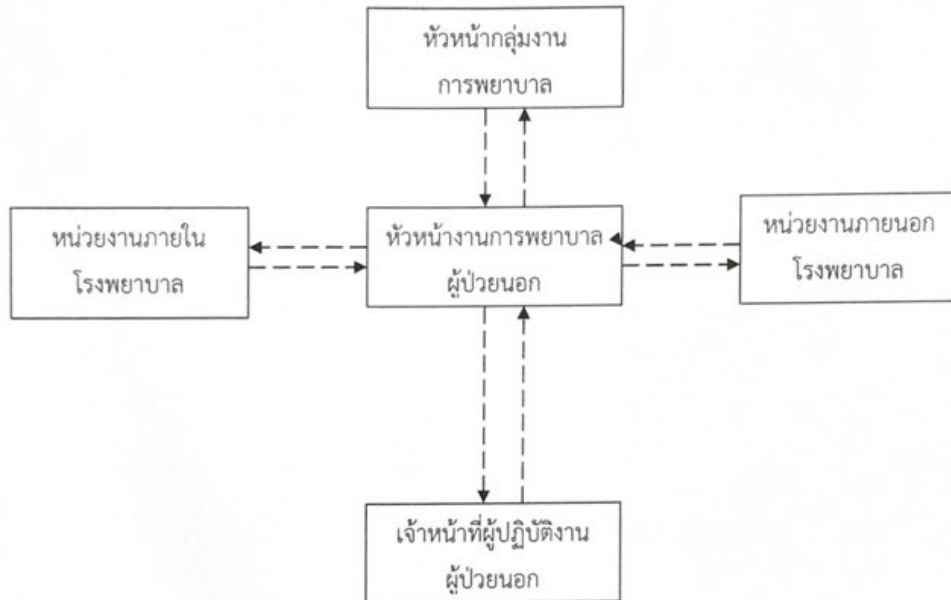 หัวหน้ากลุ่มงาน
การพยาบาล
หน่วยงานภายใน
โรงพยาบาล
หัวหน้างานการพยาบาล
ผู้ป่วยนอก
หน่วยงานภายนอก
โรงพยาบาล
เจ้าหน้าที่ผู้ปฏิบัติงาน
ผู้ป่วยนอก